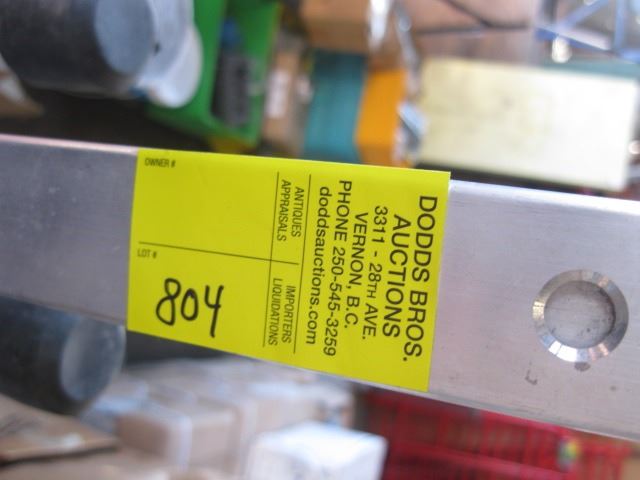 DODDS BROS.
AUCTIONS
3311 - 28TH AVE.
VERNON, B.C.
PHONE 250-545-3259
doddsauctions.com
ANTIQUES IMPORTERS
APPRAISALS LIQUIDATIONS
OWNER #
LOT #
804